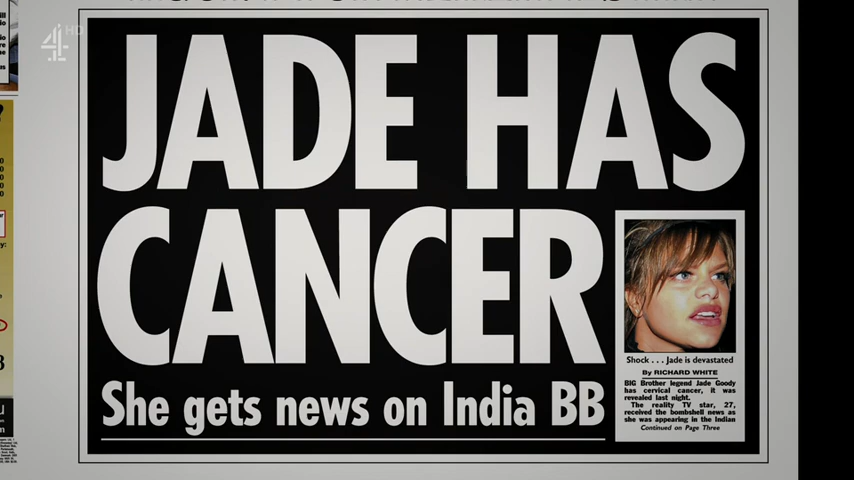 4 HD
JADE HAS
CANCER
She gets news on India BB
Shock . . . Jade is devastated
By RICHARD WHITE
BIG Brother legend Jade Goody
has cervical cancer, it was
revealed last night.
The reality TV star, 27,
received the bombshell news as
she was appearing in the Indian
Continued on Page Three